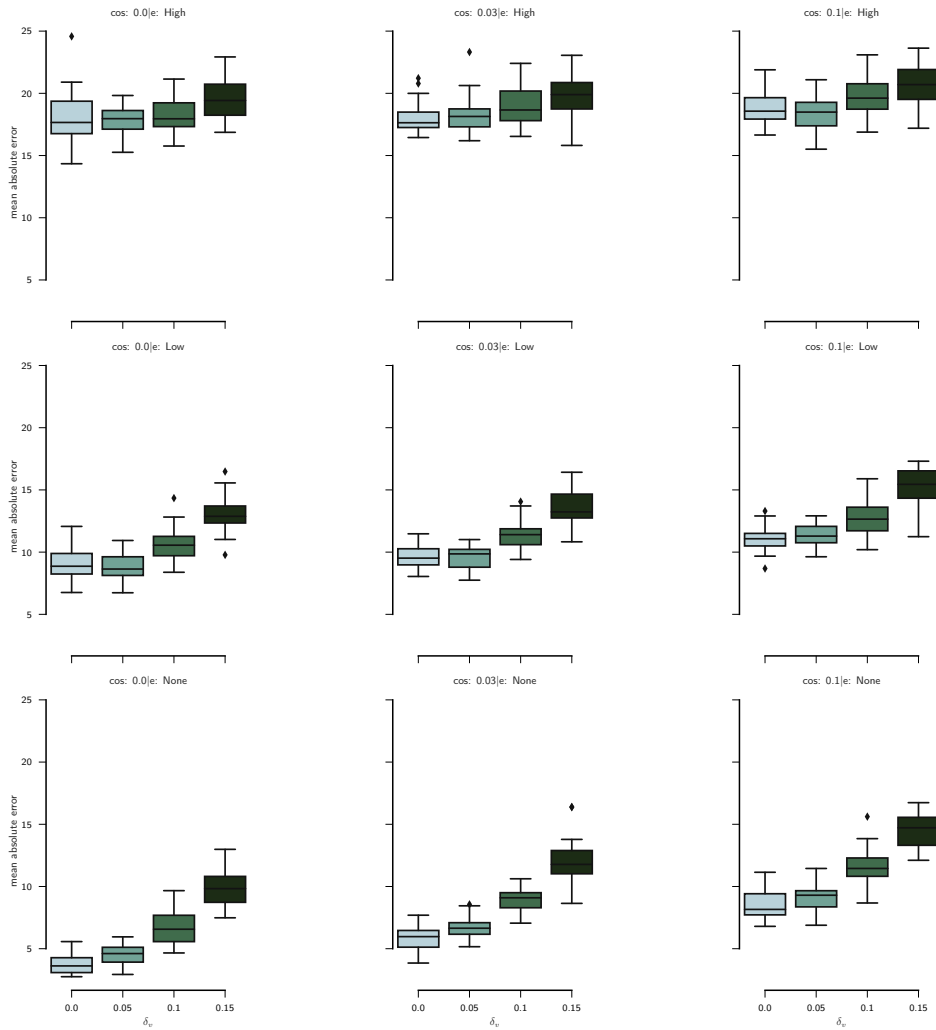 cos: 0.0|e: High
cos: 0.03|e: High
cos: 0.1|e: High
25
20
15
10
5
mean absolute error
cos: 0.0|e: Low
cos: 0.03|e: Low
cos: 0.1|e: Low
25
20
15
10
5
mean absolute error
cos: 0.0|e: None
cos: 0.03|e: None
cos: 0.1|e: None
25
20
15
10
5
mean absolute error
0.0 0.05 0.1 0.15
0.0 0.05 0.1 0.15
0.0 0.05 0.1 0.15
δᵥ
δᵥ
δᵥ